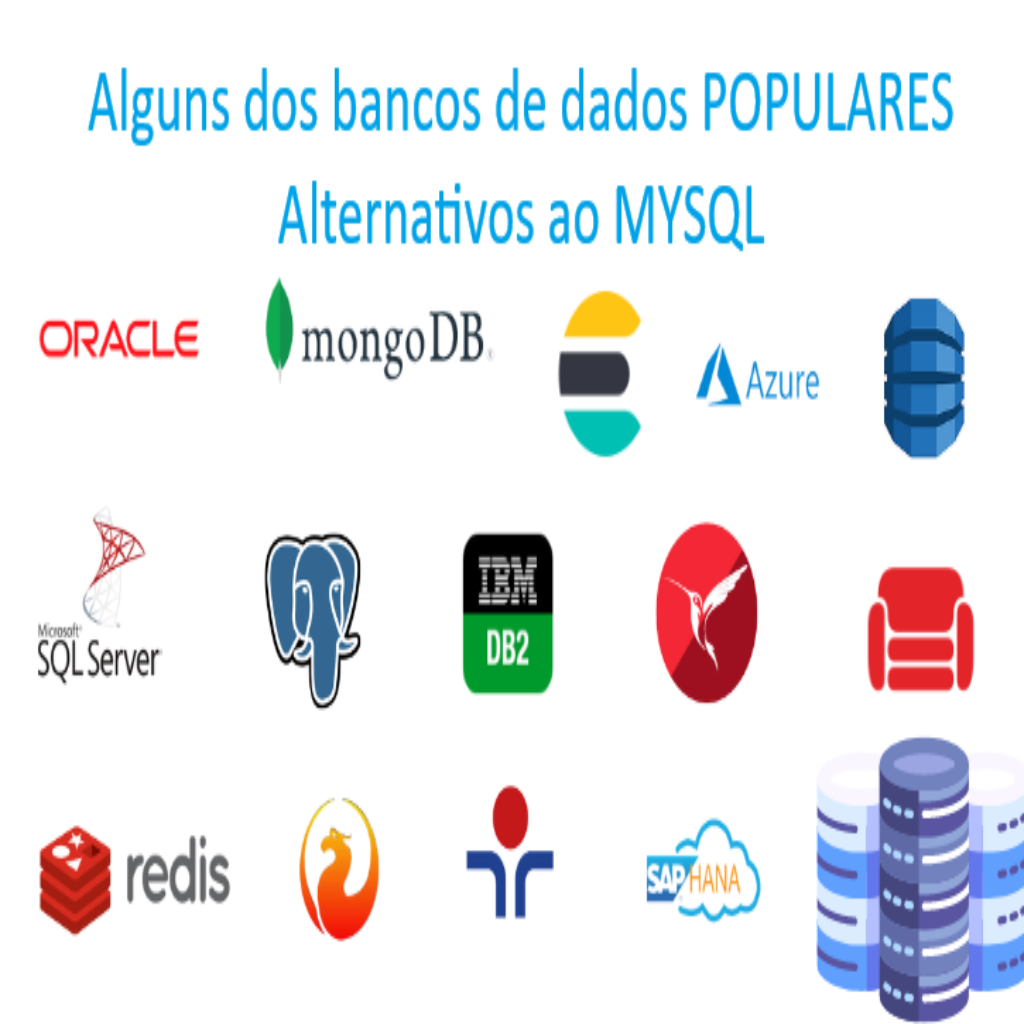 Alguns dos bancos de dados POPULARES
Alternativos ao MYSQL
ORACLE
mongoDB
Azure
Microsoft
SQL Server
IBM
DB2
redis
SAP HANA